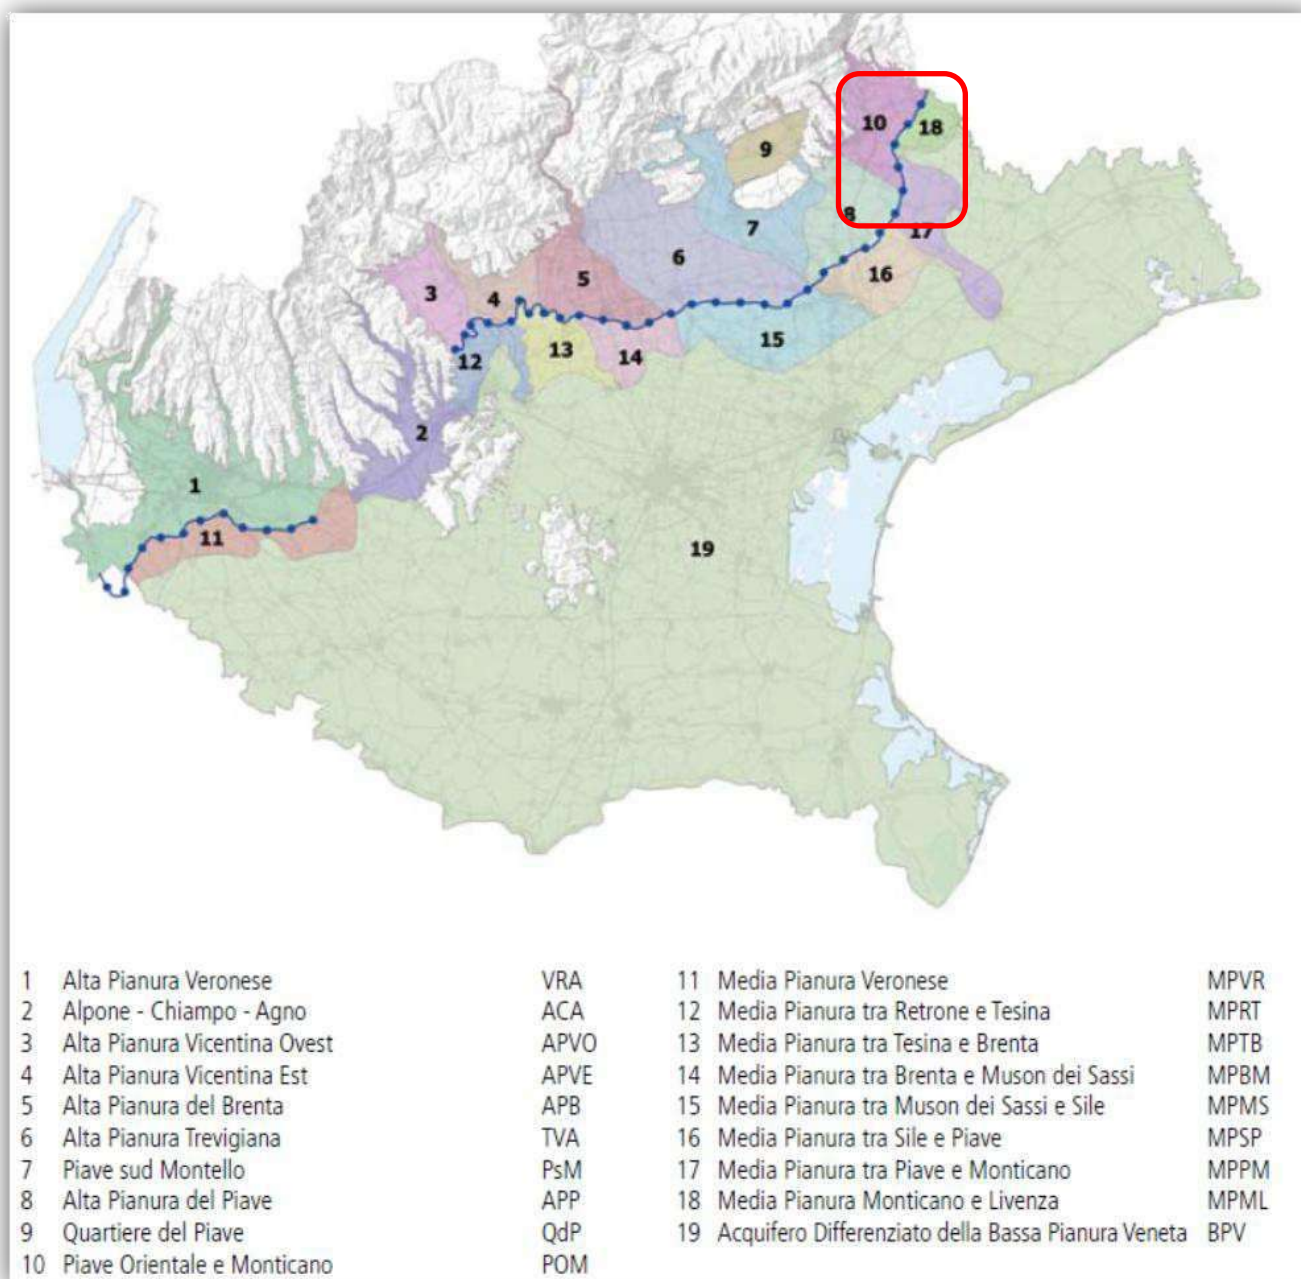 10
18
9
8
7
17
6
16
5
3
4
15
13
14
12
2
1
11
19
1 Alta Pianura Veronese VRA
2 Alpone - Chiampo - Agno ACA
3 Alta Pianura Vicentina Ovest APVO
4 Alta Pianura Vicentina Est APVE
5 Alta Pianura del Brenta APB
6 Alta Pianura Trevigiana TVA
7 Piave sud Montello PsM
8 Alta Pianura del Piave APP
9 Quartiere del Piave QdP
10 Piave Orientale e Monticano POM
11 Media Pianura Veronese MPVR
12 Media Pianura tra Retrone e Tesina MPRT
13 Media Pianura tra Tesina e Brenta MPTB
14 Media Pianura tra Brenta e Muson dei Sassi MPBM
15 Media Pianura tra Muson dei Sassi e Sile MPMS
16 Media Pianura tra Sile e Piave MPSP
17 Media Pianura tra Piave e Monticano MPPM
18 Media Pianura Monticano e Livenza MPML
19 Acquifero Differenziato della Bassa Pianura Veneta BPV